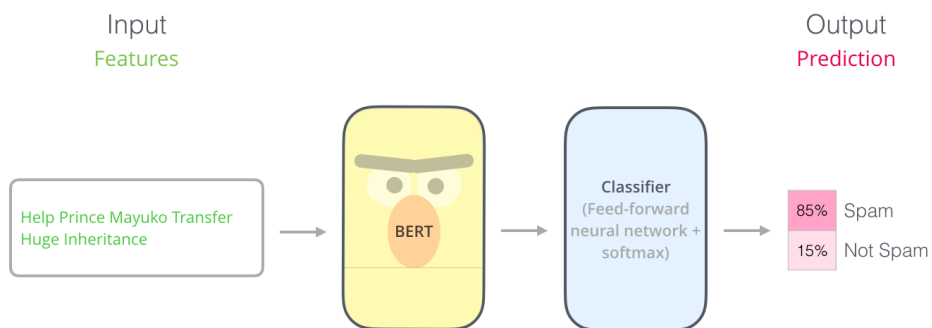 Input
Features
Output
Prediction
Help Prince Mayuko Transfer
Huge Inheritance
BERT
Classifier
(Feed-forward
neural network +
softmax)
85% Spam
15% Not Spam